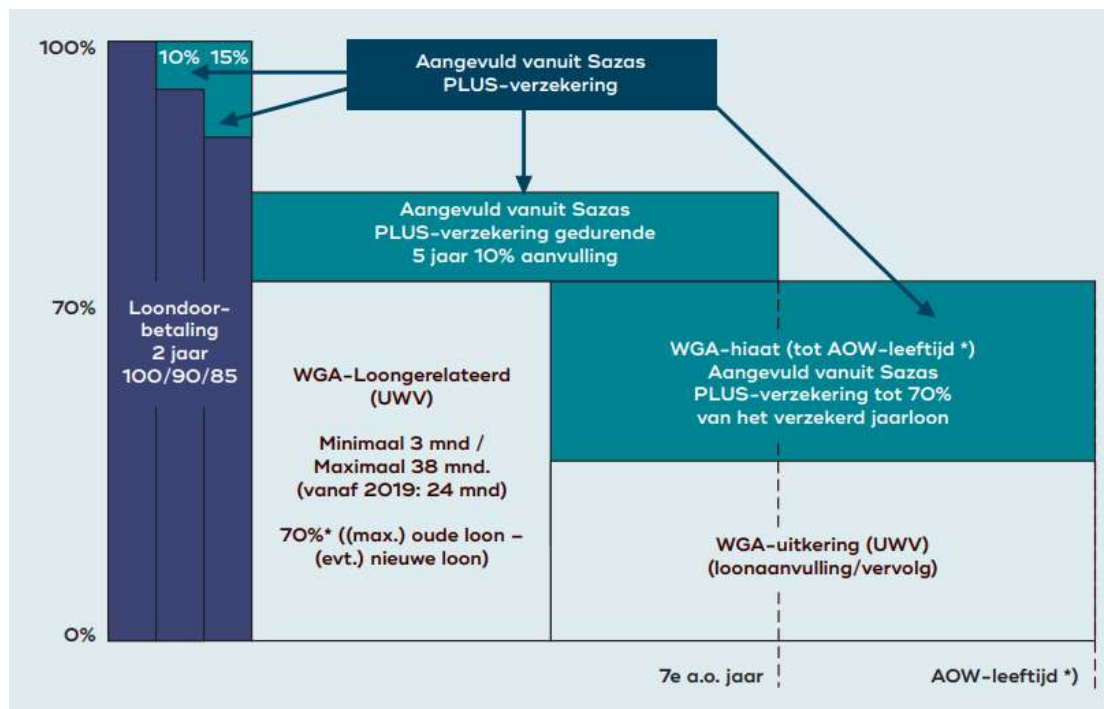 100%
10% 15%
Aangevuld vanuit Sazas
PLUS-verzekering
Aangevuld vanuit Sazas
PLUS-verzekering gedurende
5 jaar 10% aanvulling
70%
Loondoor-
betaling
2 jaar
100/90/85
WGA-Loongerelateerd
(UWV)
Minimaal 3 mnd /
Maximaal 38 mnd.
(vanaf 2019: 24 mnd)
70%* ((max.) oude loon –
(evt.) nieuwe loon)
WGA-hiaat (tot AOW-leeftijd *)
Aangevuld vanuit Sazas
PLUS-verzekering tot 70%
van het verzekerd jaarloon
WGA-uitkering (UWV)
(loonaanvulling/vervolg)
0%
7e a.o. jaar
AOW-leeftijd *)